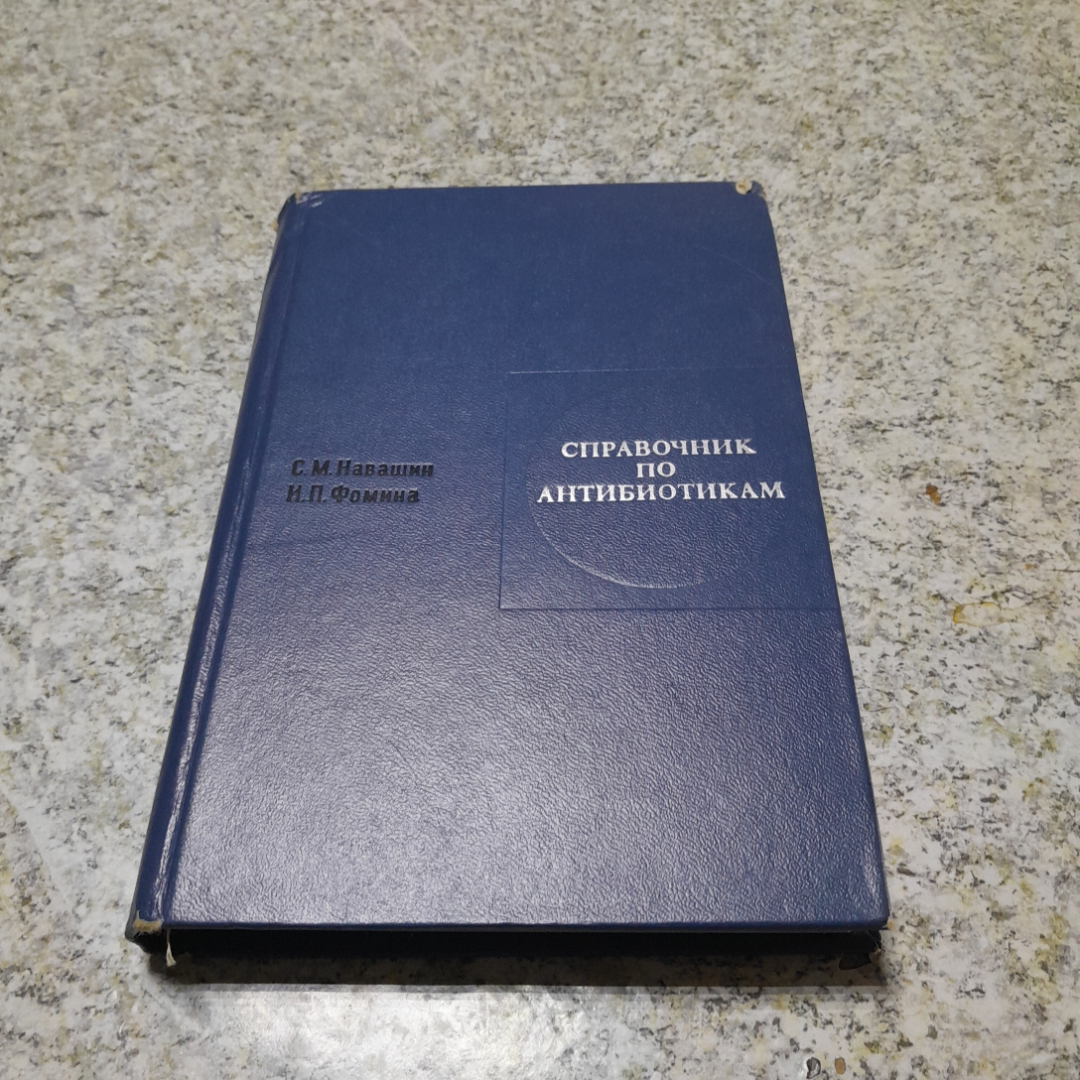 С. М. Навашин
И. П. Фомина
СПРАВОЧНИК
ПО
АНТИБИОТИКАМ